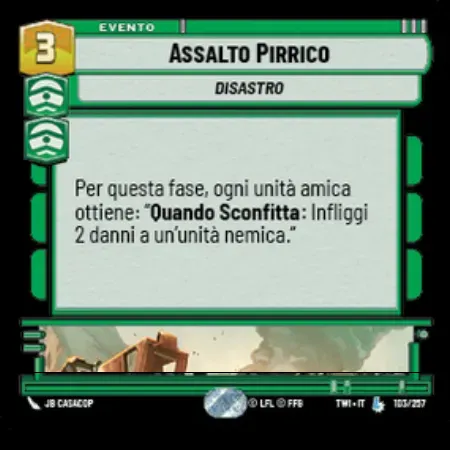 EVENTO
3
ASSALTO PIRRICO
DISASTRO
Per questa fase, ogni unità amica
ottiene: “Quando Sconfitta: Infliggi
2 danni a un’unità nemica.”
JB CASACOP
© LFL © FFG
TWI • IT
103/257